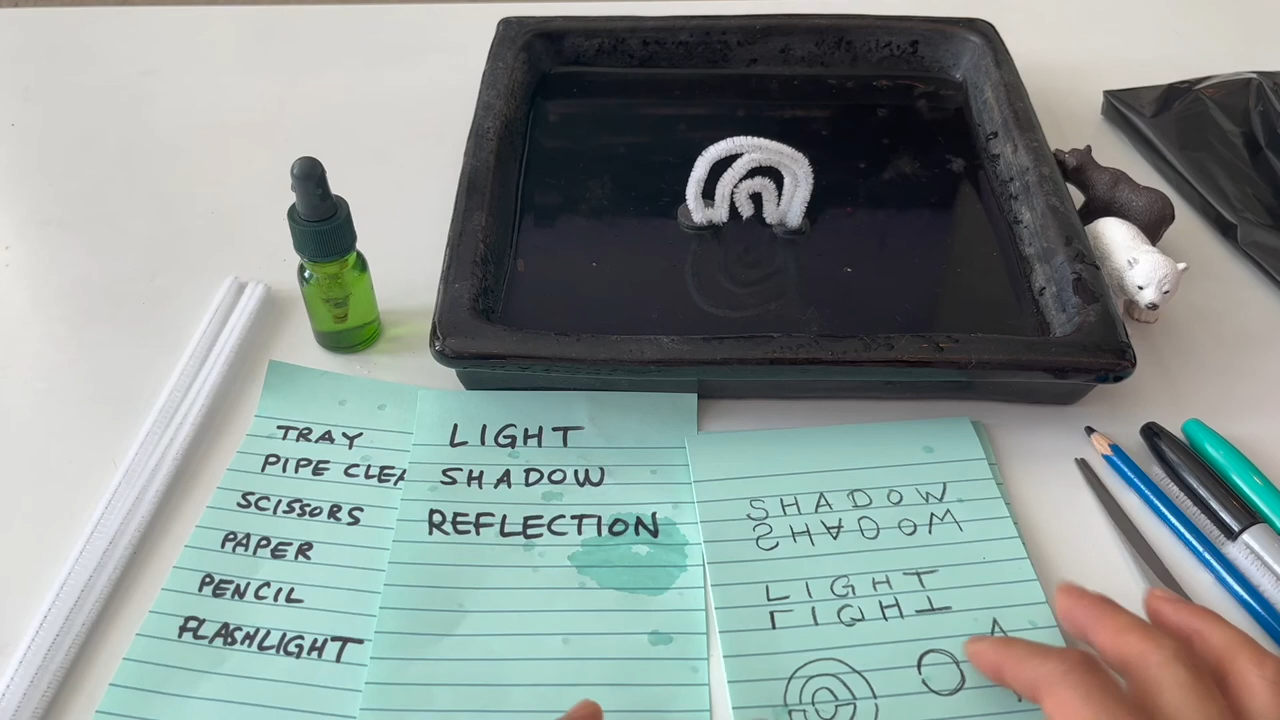 TRAY
PIPE CLEA
SCISSORS
PAPER
PENCIL
FLASHLIGHT
LIGHT
SHADOW
REFLECTION
SHADOW
SHADOW
LIGHT
LIGHT